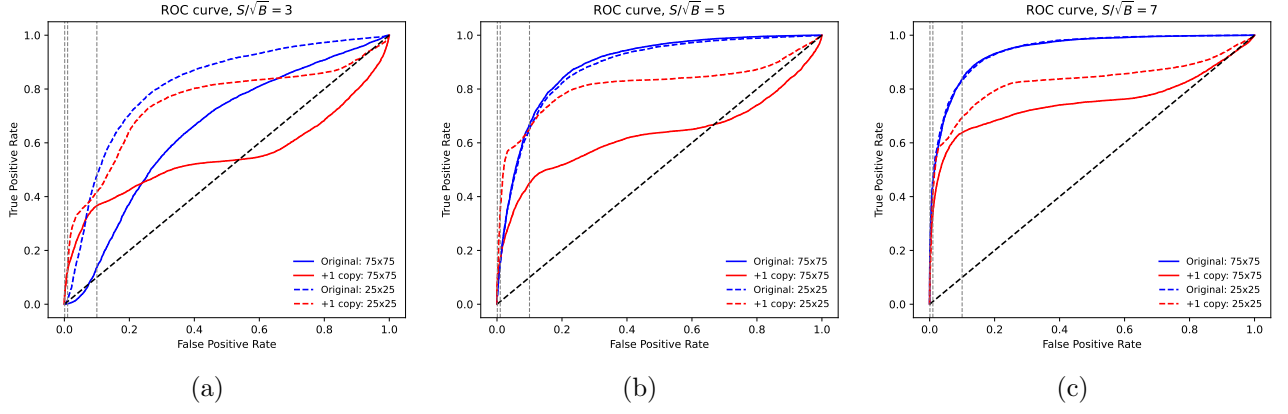 ROC curve, S/√B = 3
1.0
0.8
0.6
0.4
0.2
0.0
True Positive Rate
0.0 0.2 0.4 0.6 0.8 1.0
False Positive Rate
Original: 75x75
+1 copy: 75x75
Original: 25x25
+1 copy: 25x25
(a)
ROC curve, S/√B = 5
1.0
0.8
0.6
0.4
0.2
0.0
True Positive Rate
0.0 0.2 0.4 0.6 0.8 1.0
False Positive Rate
Original: 75x75
+1 copy: 75x75
Original: 25x25
+1 copy: 25x25
(b)
ROC curve, S/√B = 7
1.0
0.8
0.6
0.4
0.2
0.0
True Positive Rate
0.0 0.2 0.4 0.6 0.8 1.0
False Positive Rate
Original: 75x75
+1 copy: 75x75
Original: 25x25
+1 copy: 25x25
(c)